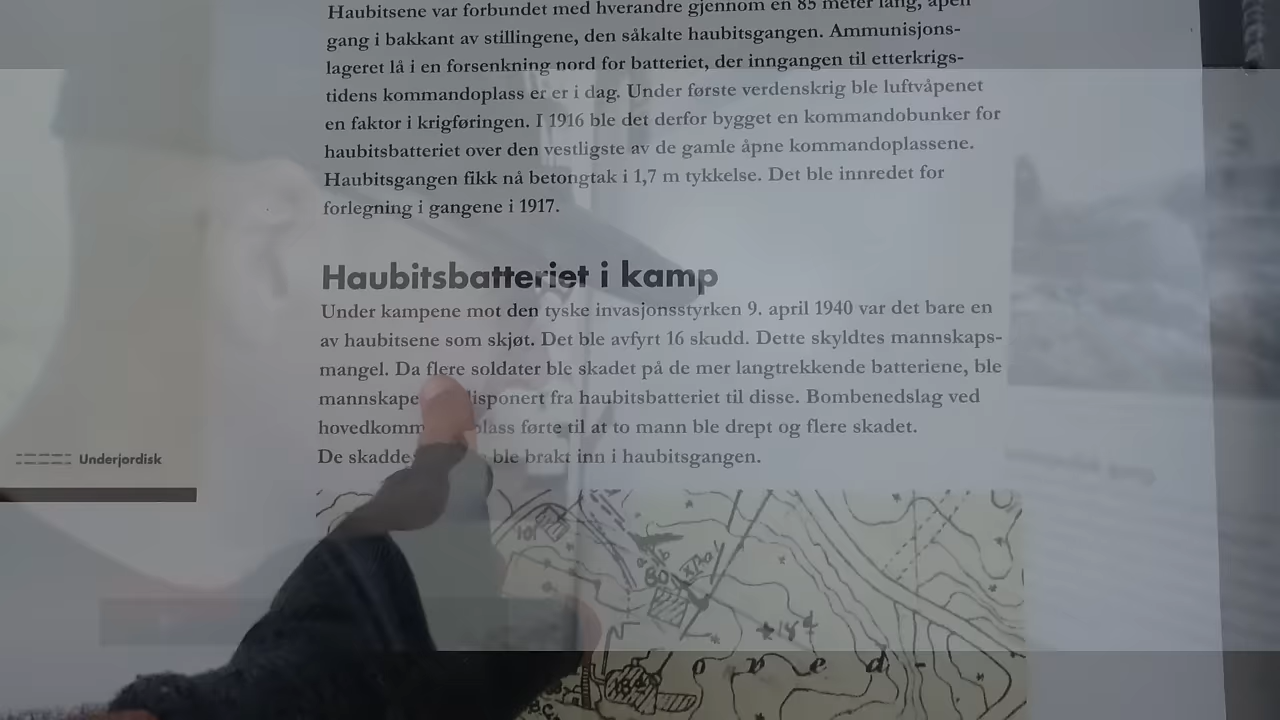 Haubitsene var forbundet med hverandre gjennom en 85 meter lang, åpen
gang i bakkant av stillingene, den såkalte haubitsgangen. Ammunisjons-
lageret lå i en forsenkning nord for batteriet, der inngangen til etterkrigs-
tidens kommandoplass er er i dag. Under første verdenskrig ble luftvåpenet
en faktor i krigføringen. I 1916 ble det derfor bygget en kommandobunker for
haubitsbatteriet over den vestligste av de gamle åpne kommandoplassene.
Haubitsgangen fikk nå betongtak i 1,7 m tykkelse. Det ble innredet for
forlegning i gangene i 1917.
Haubitsbatteriet i kamp
Under kampene mot den tyske invasjonsstyrken 9. april 1940 var det bare en
av haubitsene som skjøt. Det ble avfyrt 16 skudd. Dette skyldtes mannskaps-
mangel. Da flere soldater ble skadet på de mer langtrekkende batteriene, ble
mannskape disponert fra haubitsbatteriet til disse. Bombenedslag ved
hovedkomm plass førte til at to mann ble drept og flere skadet.
De skadde ble brakt inn i haubitsgangen.
Underjordisk
101
80
184
o v e d -